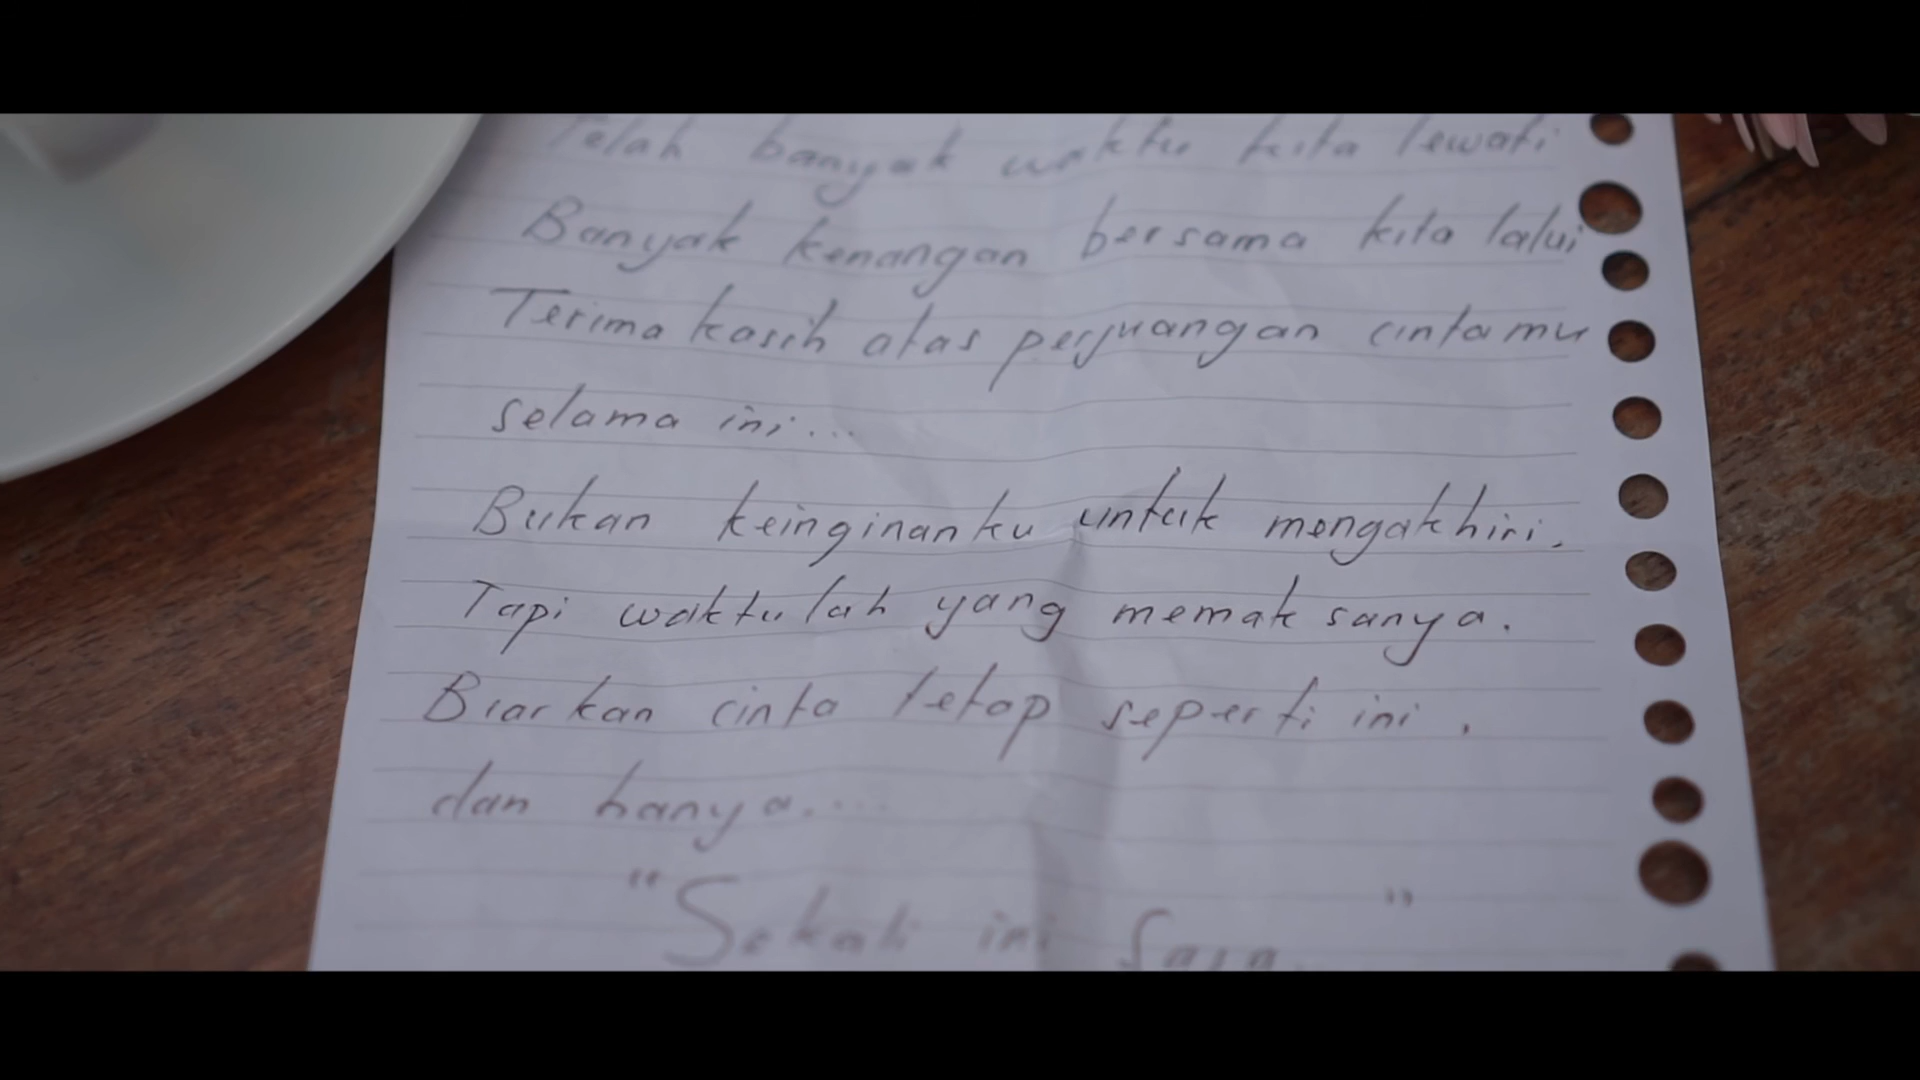 Telah banyak waktu kita lewati
Banyak kenangan bersama kita lalui
Terima kasih atas perjuangan cintamu
selama ini...
Bukan keinginanku untuk mengakhiri.
Tapi waktulah yang memaksanya.
Biarkan cinta tetap seperti ini.
dan hanya....
"Sekali ini Saja"